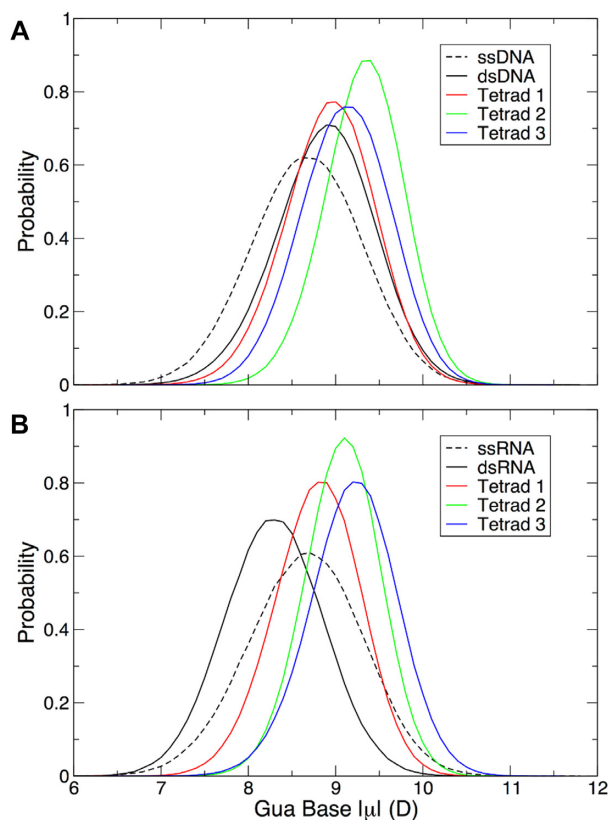 A
1
0.8
0.6
0.4
0.2
0
Probability
ssDNA
dsDNA
Tetrad 1
Tetrad 2
Tetrad 3
B
1
0.8
0.6
0.4
0.2
0
Probability
ssRNA
dsRNA
Tetrad 1
Tetrad 2
Tetrad 3
6 7 8 9 10 11 12
Gua Base |μ| (D)